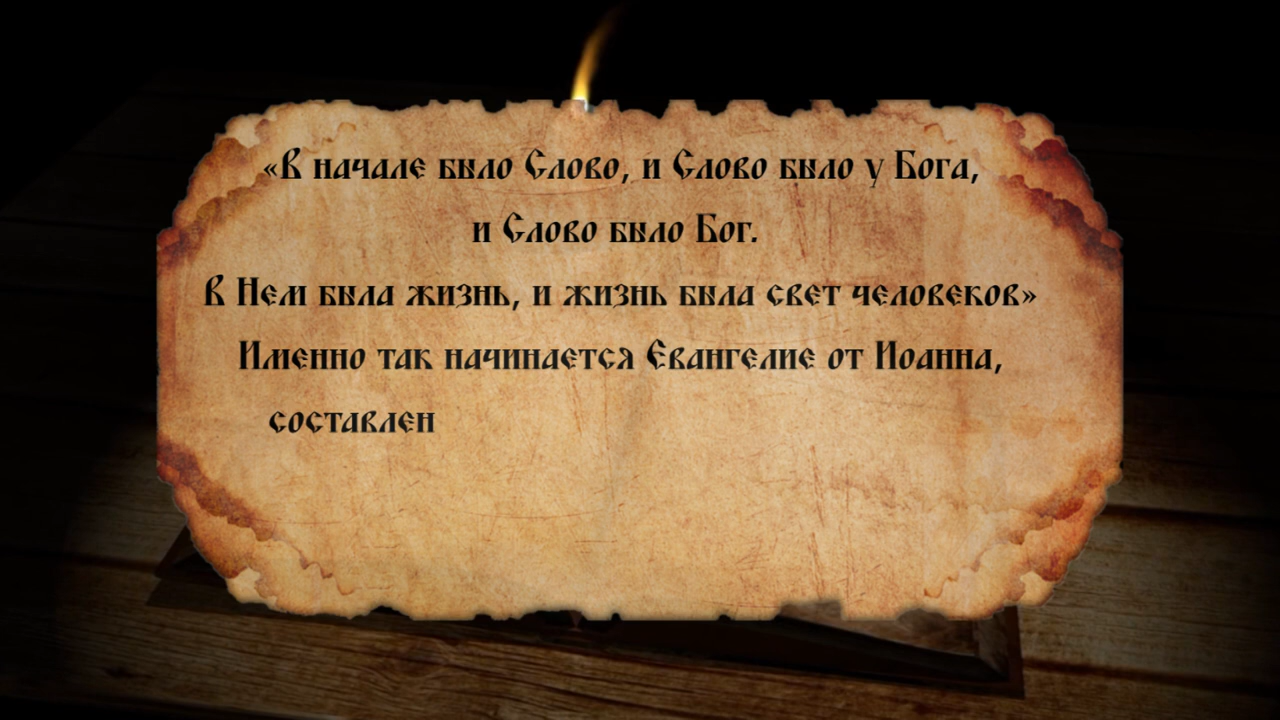 «В начале было Слово, и Слово было у Бога,
и Слово было Бог.
В Нем была жизнь, и жизнь была свет человеков»
Именно так начинается Евангелие от Иоанна,
составлен